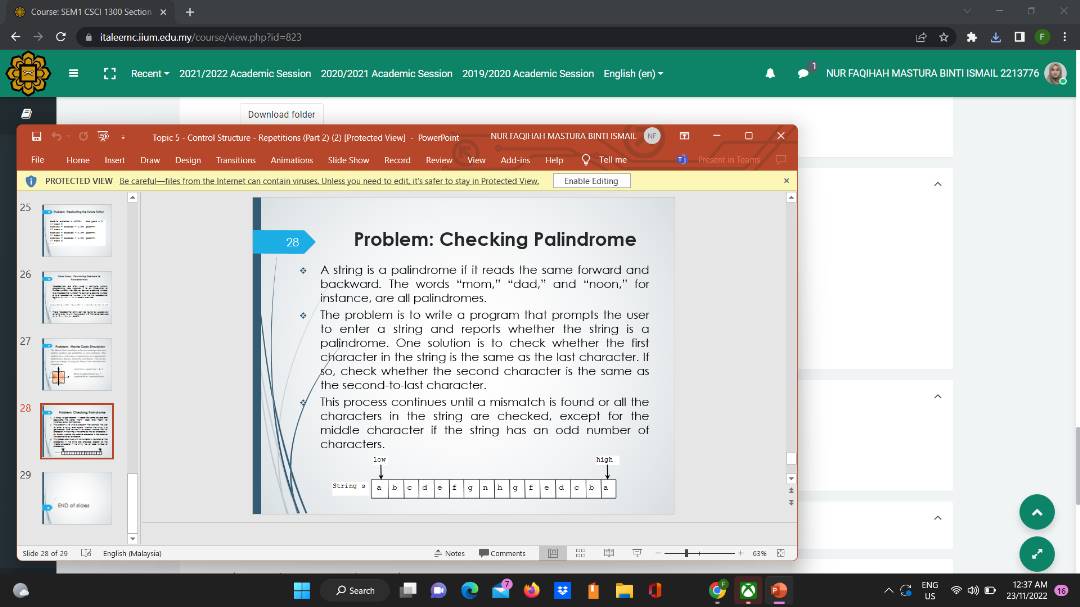 Course: SEM1 CSCI 1300 Section
italeemc.iium.edu.my/course/view.php?id=823
F
Recent
2021/2022 Academic Session
2020/2021 Academic Session
2019/2020 Academic Session
English (en)
1
NUR FAQIHAH MASTURA BINTI ISMAIL 2213776
Download folder
Topic 5 - Control Structure - Repetitions (Part 2) (2) [Protected View] - PowerPoint
NUR FAQIHAH MASTURA BINTI ISMAIL
NF
File Home Insert Draw Design Transitions Animations Slide Show Record Review View Add-ins Help Tell me
Present in Teams
PROTECTED VIEW Be careful—files from the Internet can contain viruses. Unless you need to edit, it's safer to stay in Protected View.
Enable Editing
25
26
27
28
Problem: Checking Palindrome
29
END of slides
28
Problem: Checking Palindrome
A string is a palindrome if it reads the same forward and
backward. The words “mom,” “dad,” and “noon,” for
instance, are all palindromes.
The problem is to write a program that prompts the user
to enter a string and reports whether the string is a
palindrome. One solution is to check whether the first
character in the string is the same as the last character. If
so, check whether the second character is the same as
the second-to-last character.
This process continues until a mismatch is found or all the
characters in the string are checked, except for the
middle character if the string has an odd number of
characters.
low
high
String s a b c d e f g n h g f e d c b a
Slide 28 of 29
English (Malaysia)
Notes
Comments
63%
Search
7
ENG
US
12:37 AM
23/11/2022
16